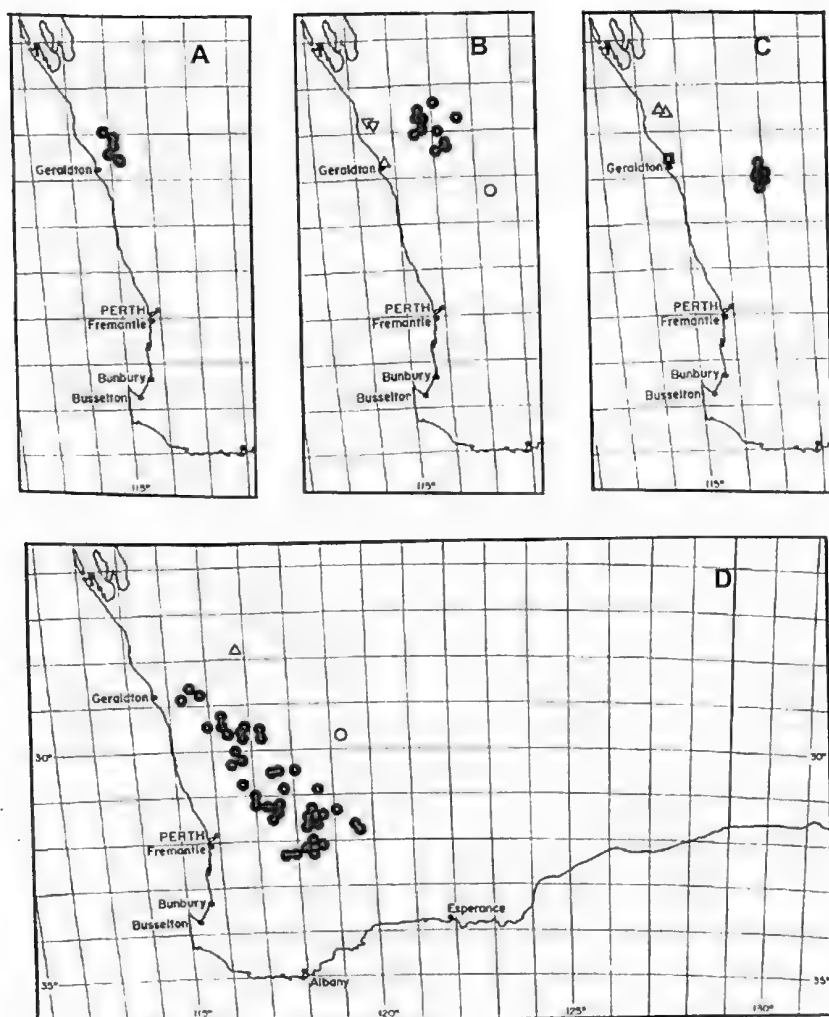 A
Geraldton
PERTH
Fremantle
Bunbury
Busselton
115°
B
Geraldton
PERTH
Fremantle
Bunbury
Busselton
115°
C
Geraldton
PERTH
Fremantle
Bunbury
Busselton
115°
D
Geraldton
30°
30°
PERTH
Fremantle
Bunbury
Busselton
Esperance
Albany
35°
35°
115°
120°
125°
130°